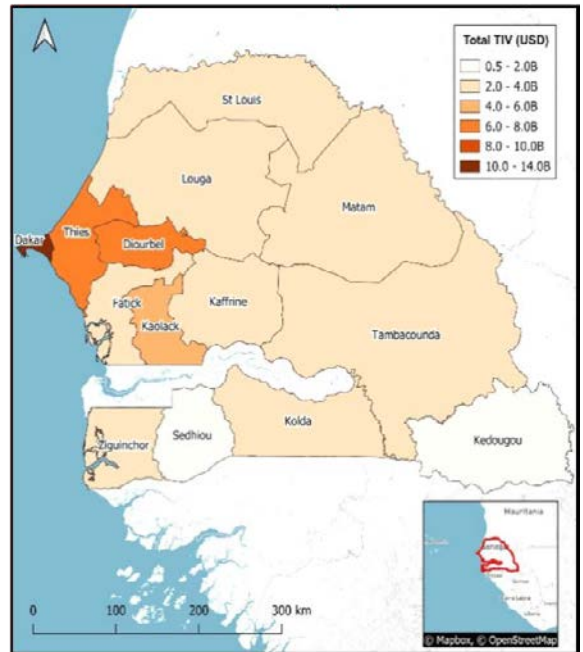 Total TIV (USD)
0.5 - 2.0B
2.0 - 4.0B
4.0 - 6.0B
6.0 - 8.0B
8.0 - 10.0B
10.0 - 14.0B
St Louis
Louga
Matam
Dakar
Thies
Diourbel
Fatick
Kaffrine
Kaolack
Tambacounda
Kolda
Sedhiou
Ziguinchor
Kedougou
Mauritania
0 100 200 300 km
© Mapbox, © OpenStreetMap